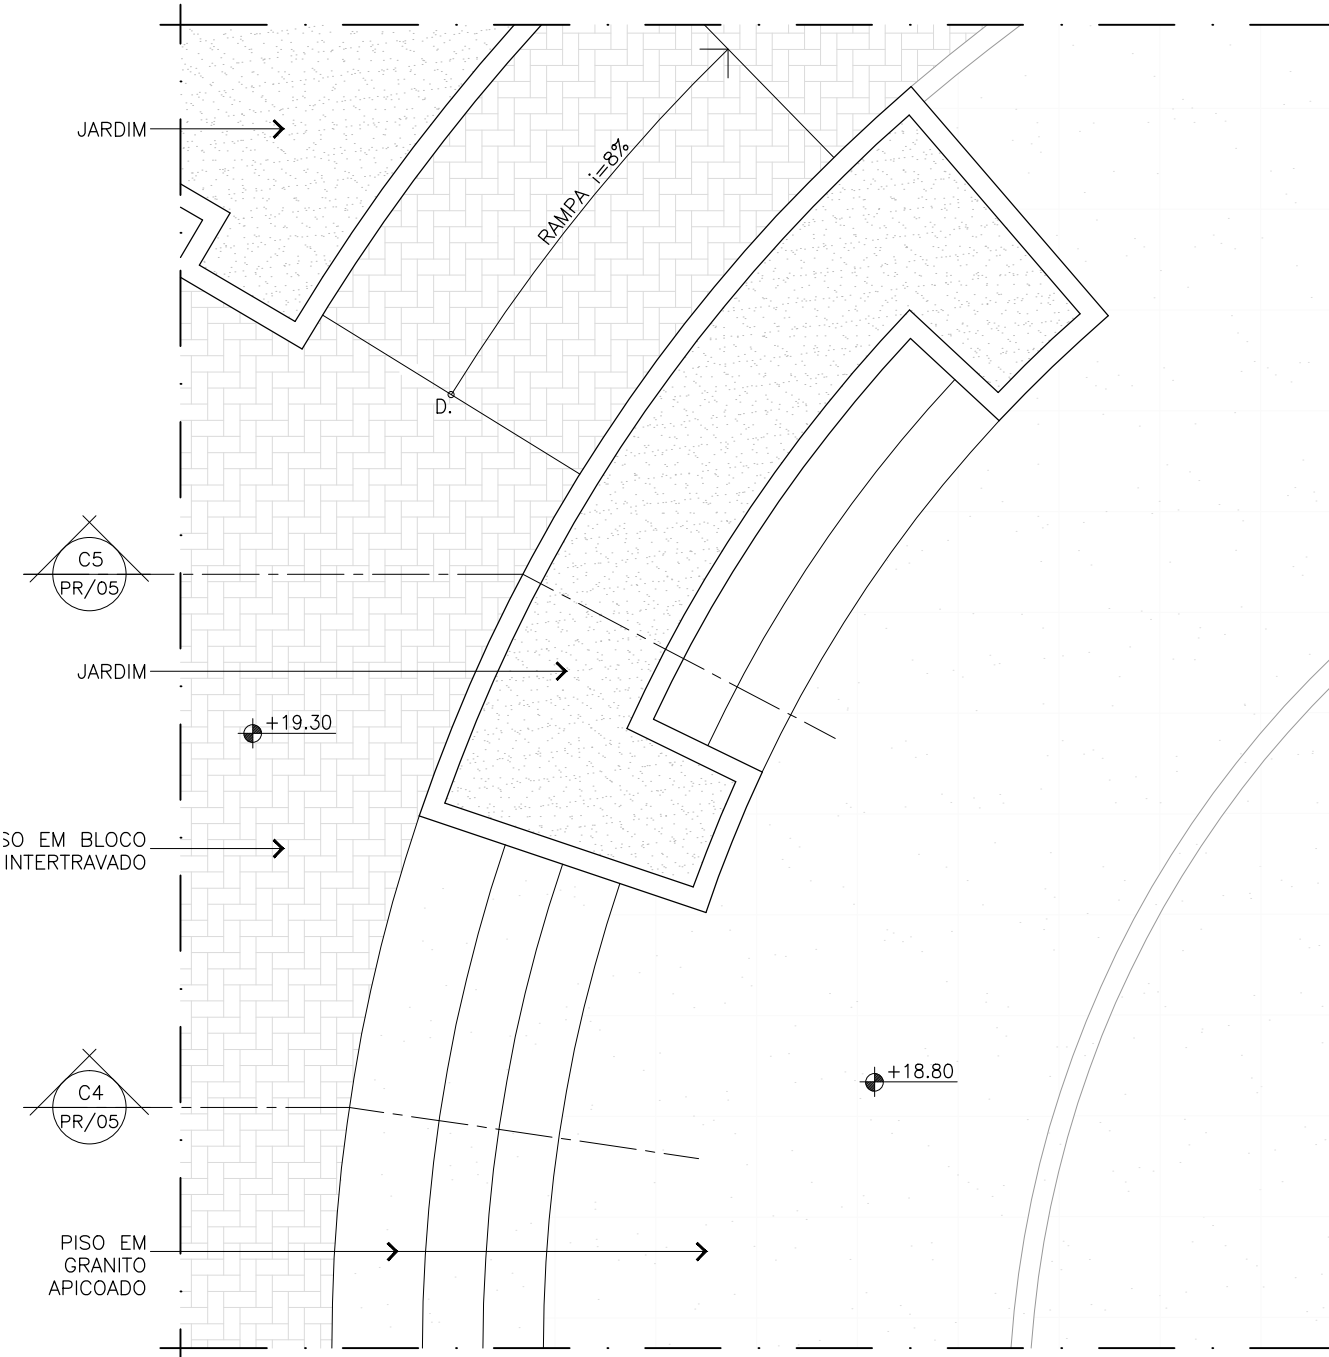 JARDIM
RAMPA i=8%
D.
C5
PR/05
JARDIM
+19.30
EM BLOCO
INTERTRAVADO
+18.80
C4
PR/05
PISO EM
GRANITO
APICOADO